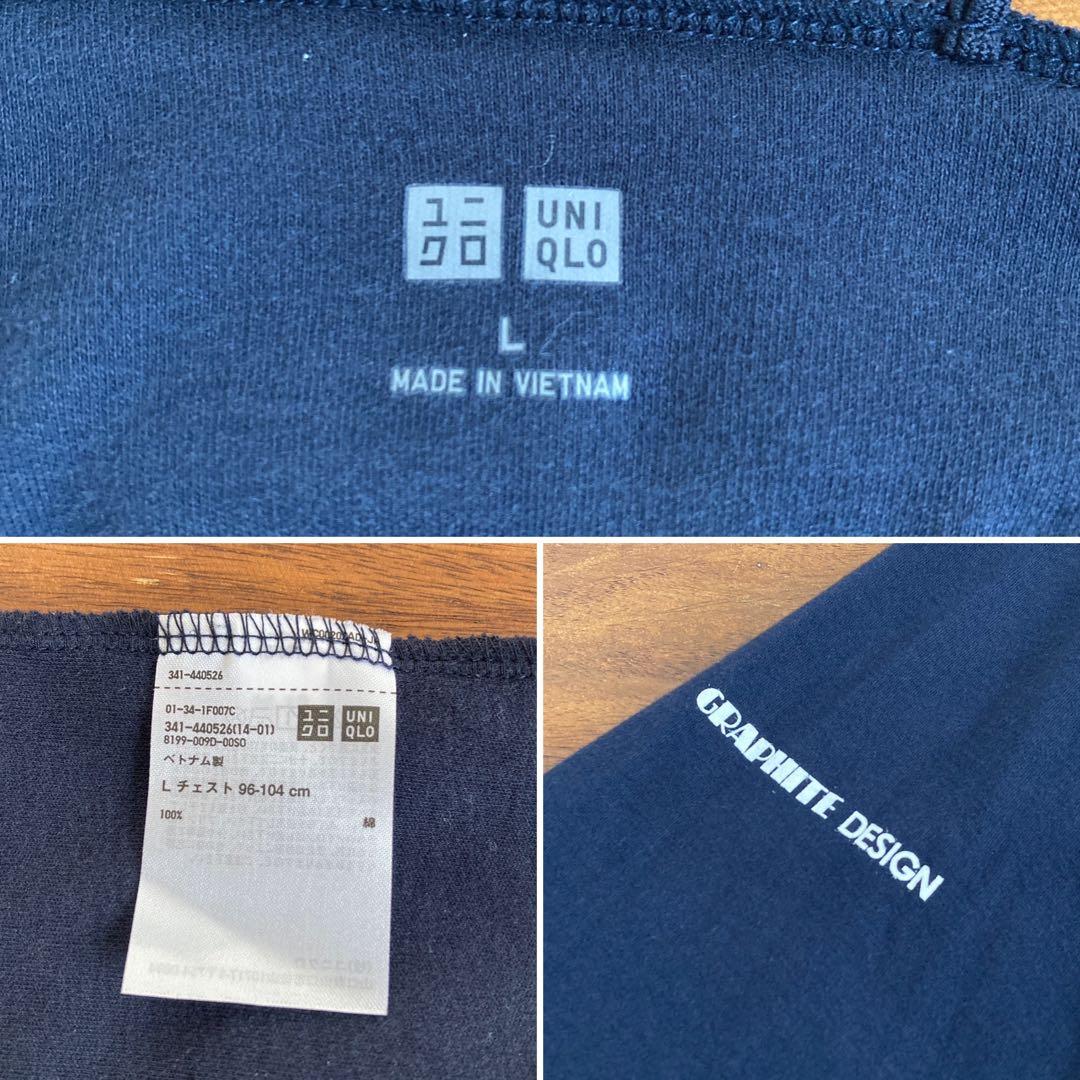 ユニ
クロ
UNI
QLO
L
MADE IN VIETNAM
341-440526
01-34-1F007C
341-440526(14-01)
8199-009D-00SO
ユニ
クロ
UNI
QLO
ベトナム製
L チェスト 96-104 cm
100% 綿
GRAPHITE DESIGN